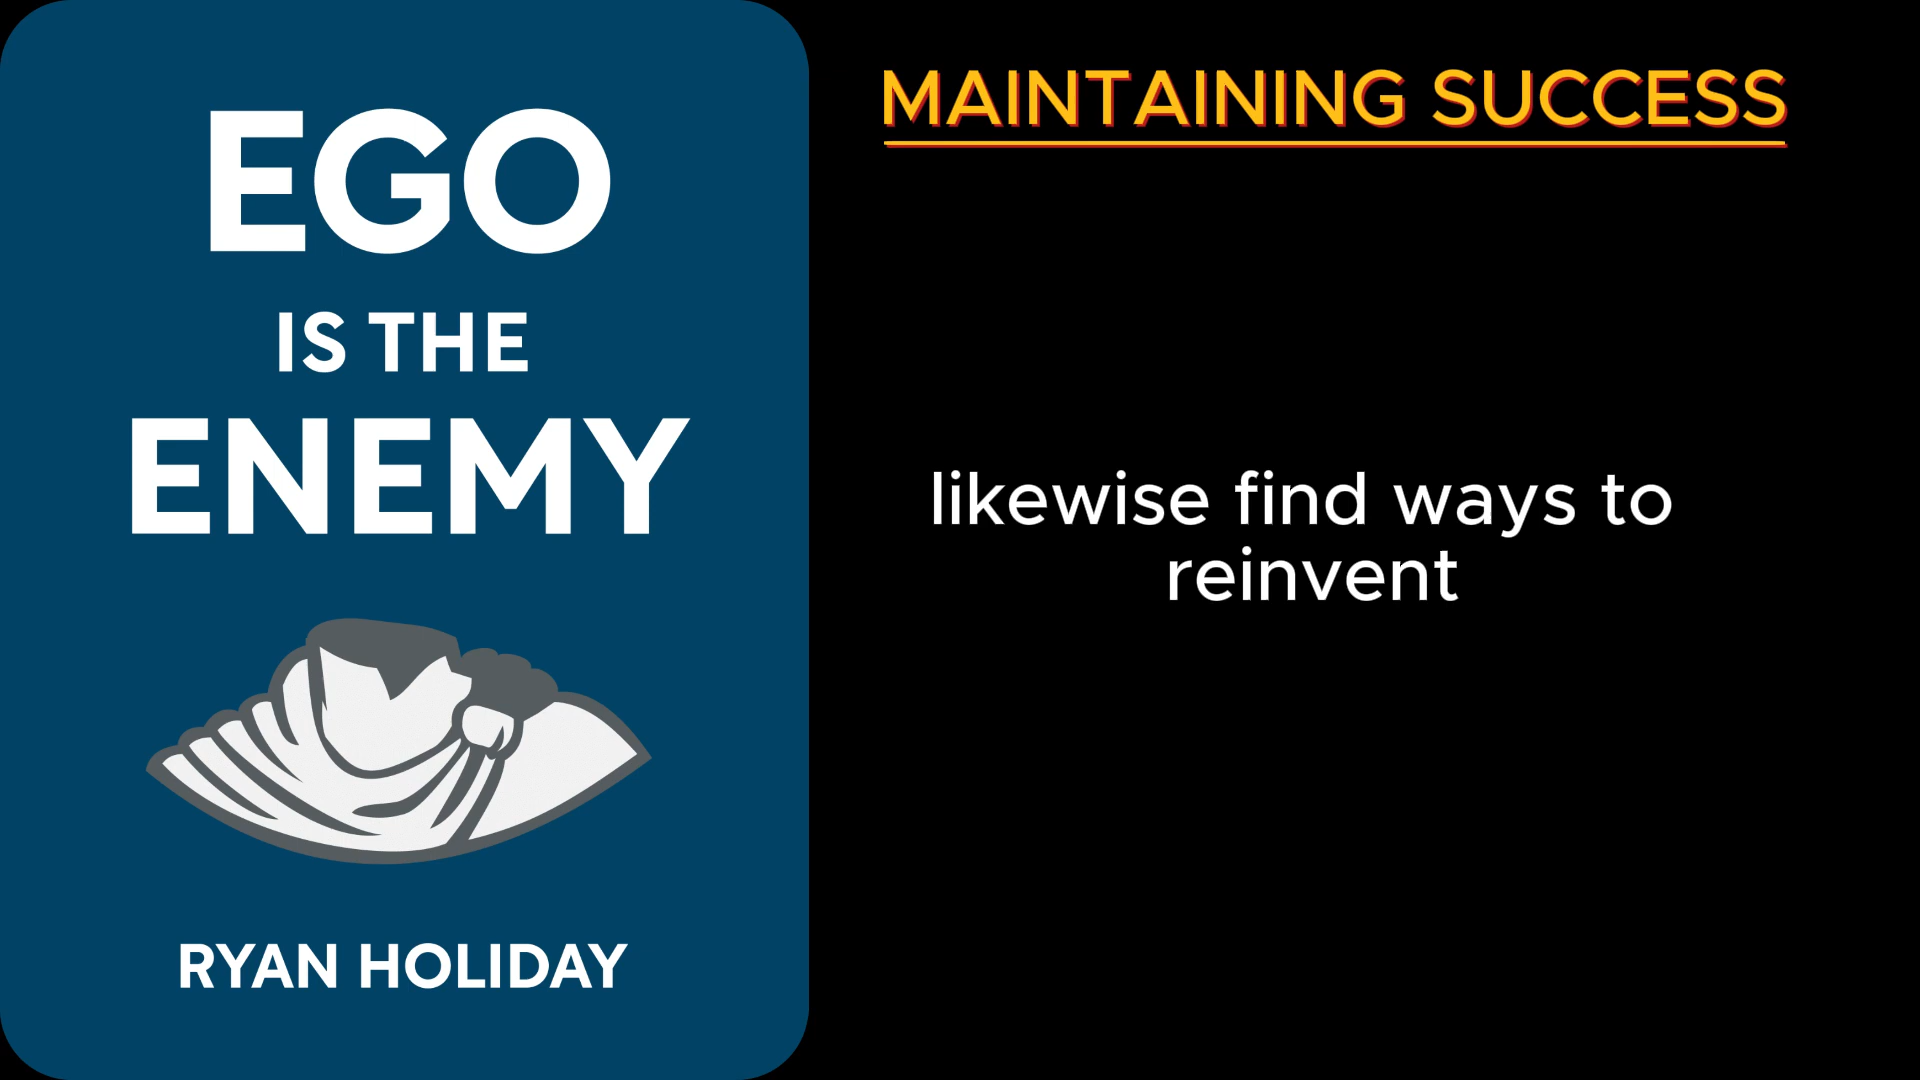 EGO
IS THE
ENEMY
RYAN HOLIDAY
MAINTAINING SUCCESS
likewise find ways to
reinvent